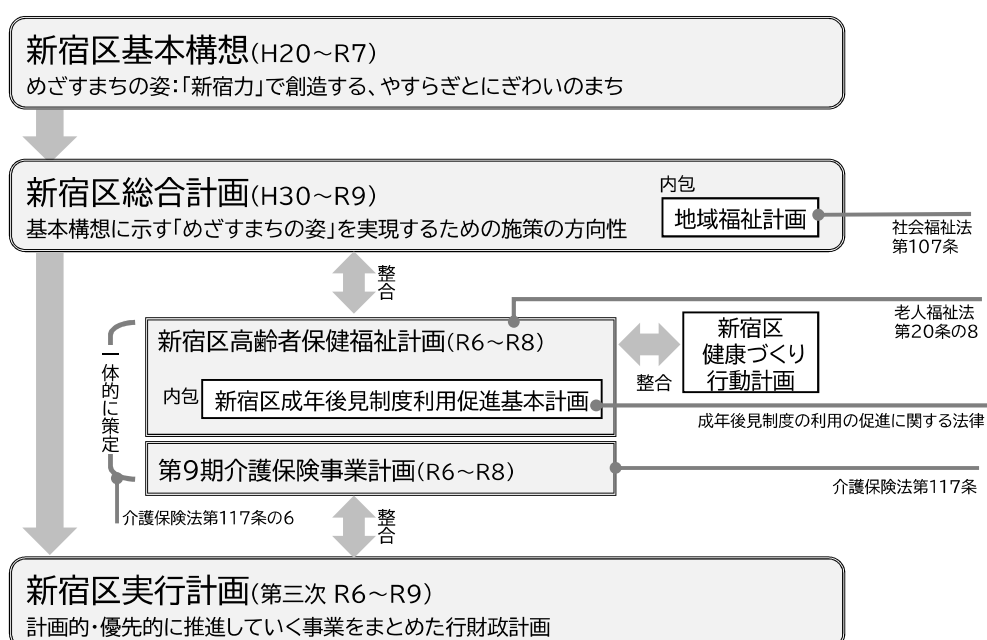 新宿区基本構想(H20～R7)
めざすまちの姿:「新宿力」で創造する、やすらぎとにぎわいのまち
新宿区総合計画(H30～R9)
基本構想に示す「めざすまちの姿」を実現するための施策の方向性
内包
地域福祉計画
社会福祉法
第107条
整合
老人福祉法
第20条の8
新宿区高齢者保健福祉計画(R6～R8)
内包
新宿区成年後見制度利用促進基本計画
整合
新宿区
健康づくり
行動計画
成年後見制度の利用の促進に関する法律
一体的に策定
第9期介護保険事業計画(R6～R8)
介護保険法第117条
介護保険法第117条の6
整合
新宿区実行計画(第三次 R6～R9)
計画的・優先的に推進していく事業をまとめた行財政計画